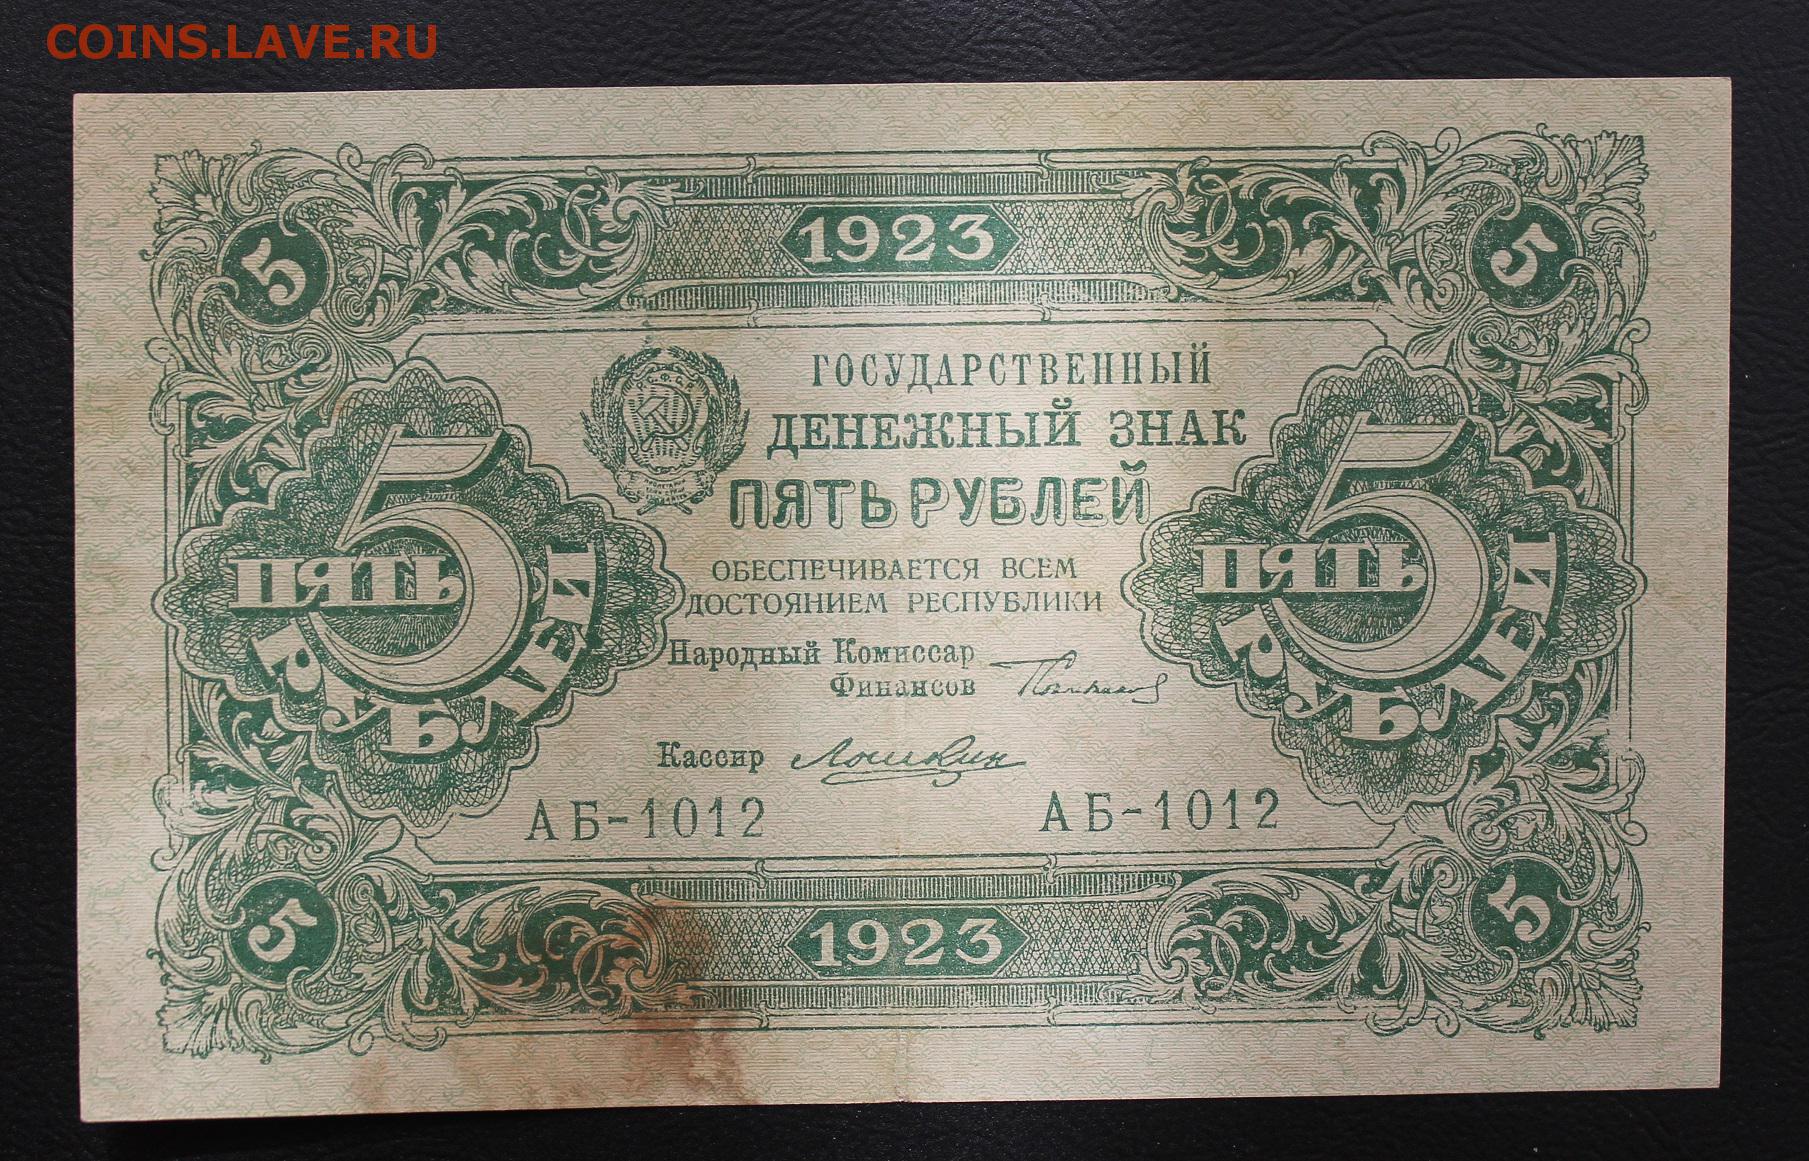 COINS.LAVE.RU
5 1923 5
Р.С.Ф.С.Р.
ГОСУДАРСТВЕННЫЙ
ДЕНЕЖНЫЙ ЗНАК
ПЯТЬ РУБЛЕЙ
ОБЕСПЕЧИВАЕТСЯ ВСЕМ
ДОСТОЯНИЕМ РЕСПУБЛИКИ
5 ПЯТЬ РУБЛЕЙ
5 ПЯТЬ РУБЛЕЙ
Народный Комиссар
Финансов
Кассир
АБ-1012 АБ-1012
5 1923 5